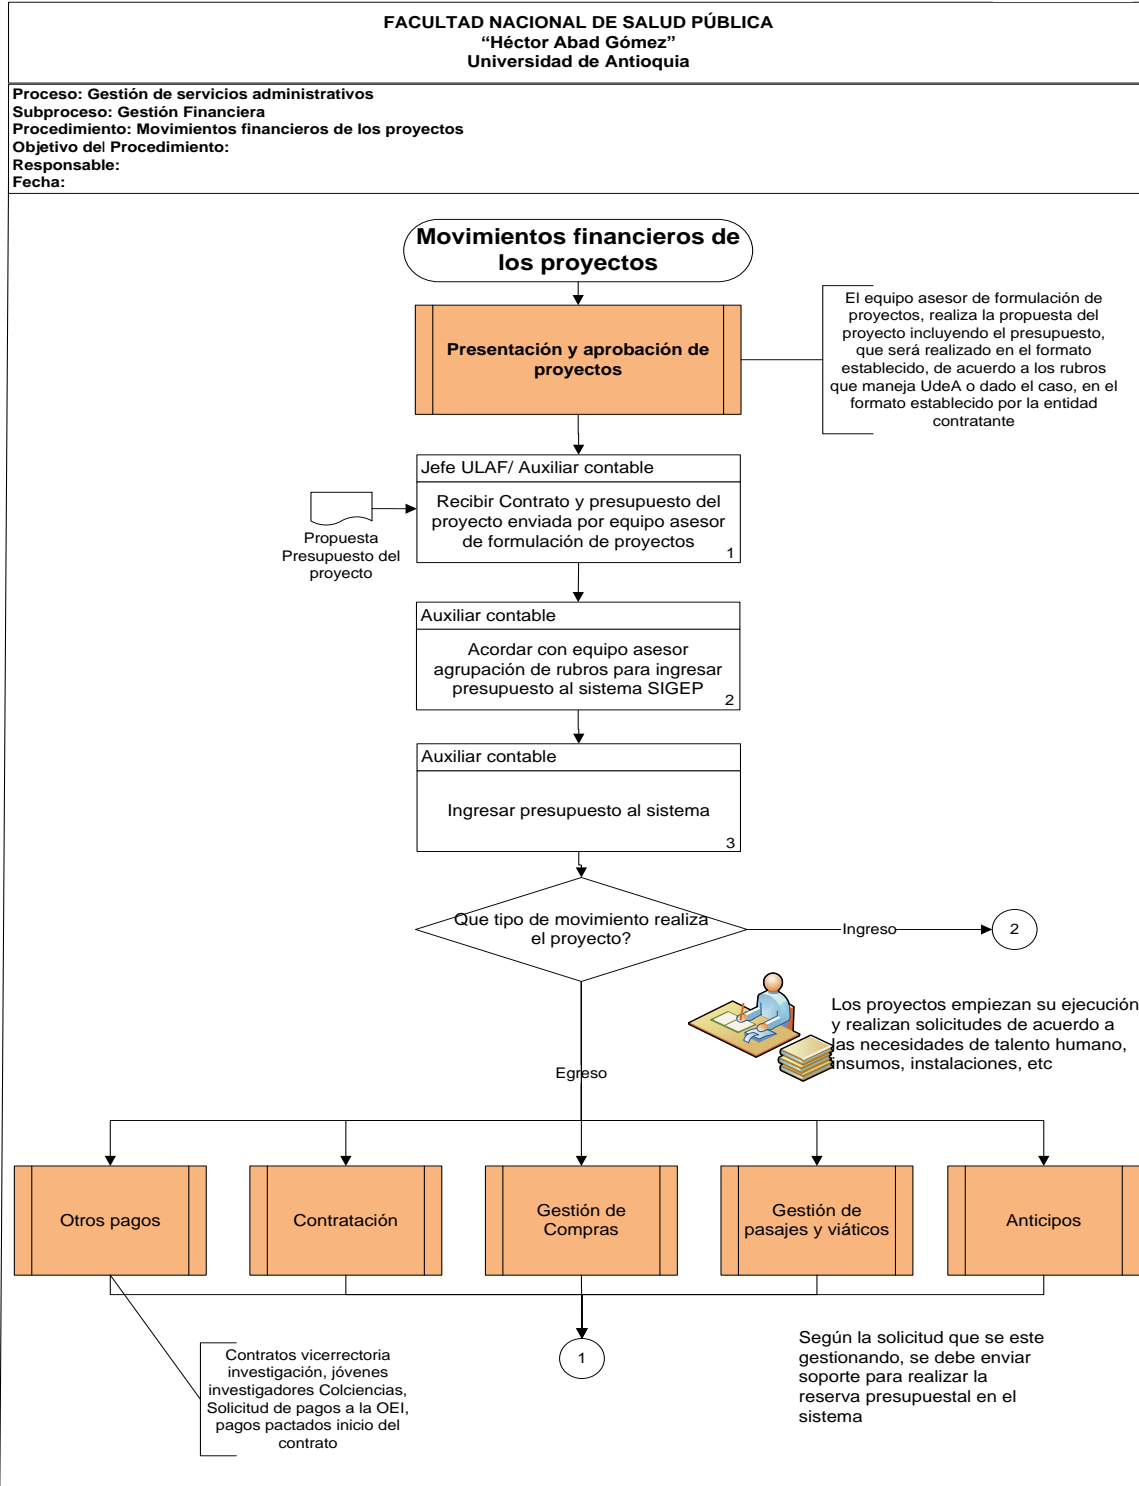 FACULTAD NACIONAL DE SALUD PÚBLICA
“Héctor Abad Gómez”
Universidad de Antioquia
Proceso: Gestión de servicios administrativos
Subproceso: Gestión Financiera
Procedimiento: Movimientos financieros de los proyectos
Objetivo del Procedimiento:
Responsable:
Fecha:
Movimientos financieros de
los proyectos
Presentación y aprobación de
proyectos
El equipo asesor de formulación de
proyectos, realiza la propuesta del
proyecto incluyendo el presupuesto,
que será realizado en el formato
establecido, de acuerdo a los rubros
que maneja UdeA o dado el caso, en el
formato establecido por la entidad
contratante
Jefe ULAF/ Auxiliar contable
Recibir Contrato y presupuesto del
proyecto enviada por equipo asesor
de formulación de proyectos
1
Propuesta
Presupuesto del
proyecto
Auxiliar contable
Acordar con equipo asesor
agrupación de rubros para ingresar
presupuesto al sistema SIGEP
2
Auxiliar contable
Ingresar presupuesto al sistema
3
Que tipo de movimiento realiza
el proyecto?
Ingreso
2
Los proyectos empiezan su ejecución
y realizan solicitudes de acuerdo a
las necesidades de talento humano,
insumos, instalaciones, etc
Egreso
Otros pagos
Contratación
Gestión de
Compras
Gestión de
pasajes y viáticos
Anticipos
1
Contratos vicerrectoria
investigación, jóvenes
investigadores Colciencias,
Solicitud de pagos a la OEI,
pagos pactados inicio del
contrato
Según la solicitud que se este
gestionando, se debe enviar
soporte para realizar la
reserva presupuestal en el
sistema